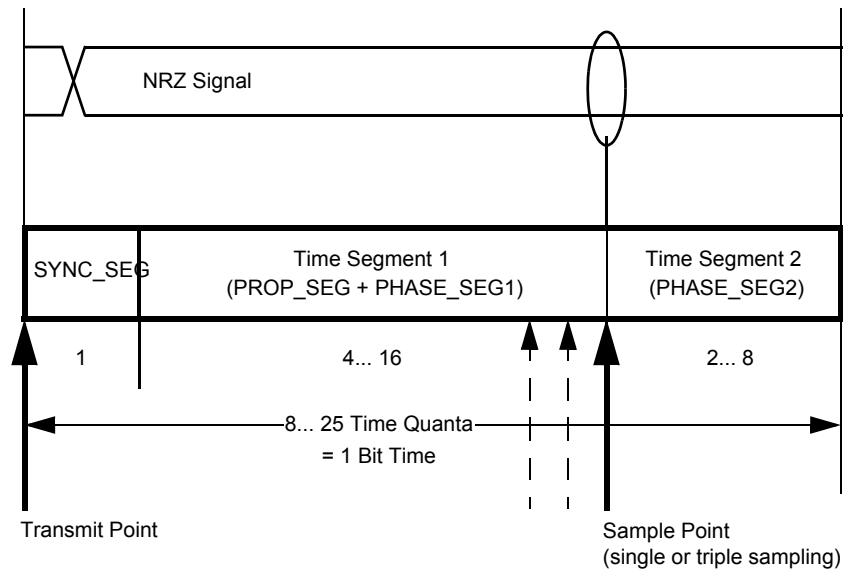 NRZ Signal
SYNC_SEG
Time Segment 1
(PROP_SEG + PHASE_SEG1)
Time Segment 2
(PHASE_SEG2)
1
4... 16
2... 8
8... 25 Time Quanta
= 1 Bit Time
Transmit Point
Sample Point
(single or triple sampling)